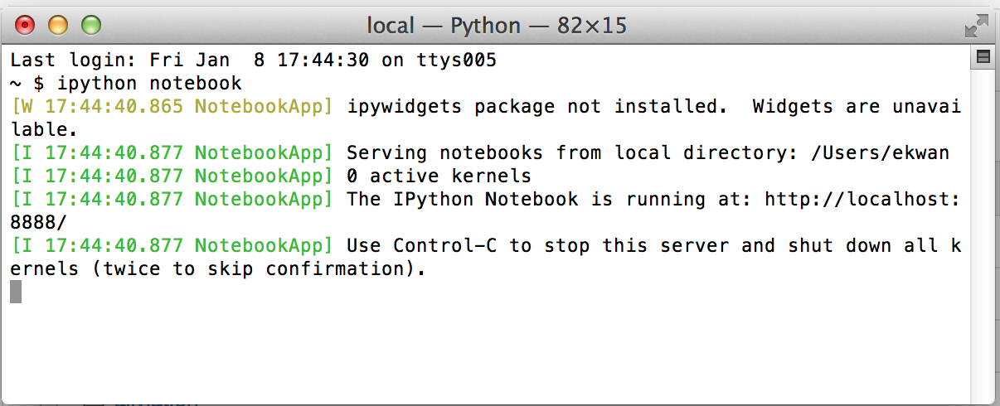 local — Python — 82×15
Last login: Fri Jan  8 17:44:30 on ttys005
~ $ ipython notebook
[W 17:44:40.865 NotebookApp] ipywidgets package not installed.  Widgets are unavai
lable.
[I 17:44:40.877 NotebookApp] Serving notebooks from local directory: /Users/ekwan
[I 17:44:40.877 NotebookApp] 0 active kernels
[I 17:44:40.877 NotebookApp] The IPython Notebook is running at: http://localhost:
8888/
[I 17:44:40.877 NotebookApp] Use Control-C to stop this server and shut down all k
ernels (twice to skip confirmation).